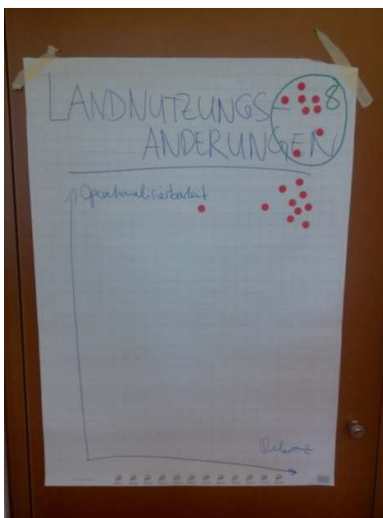 LANDNUTZUNGS-
ÄNDERUNGEN
8
Operationalisierbarkeit
Relevanz